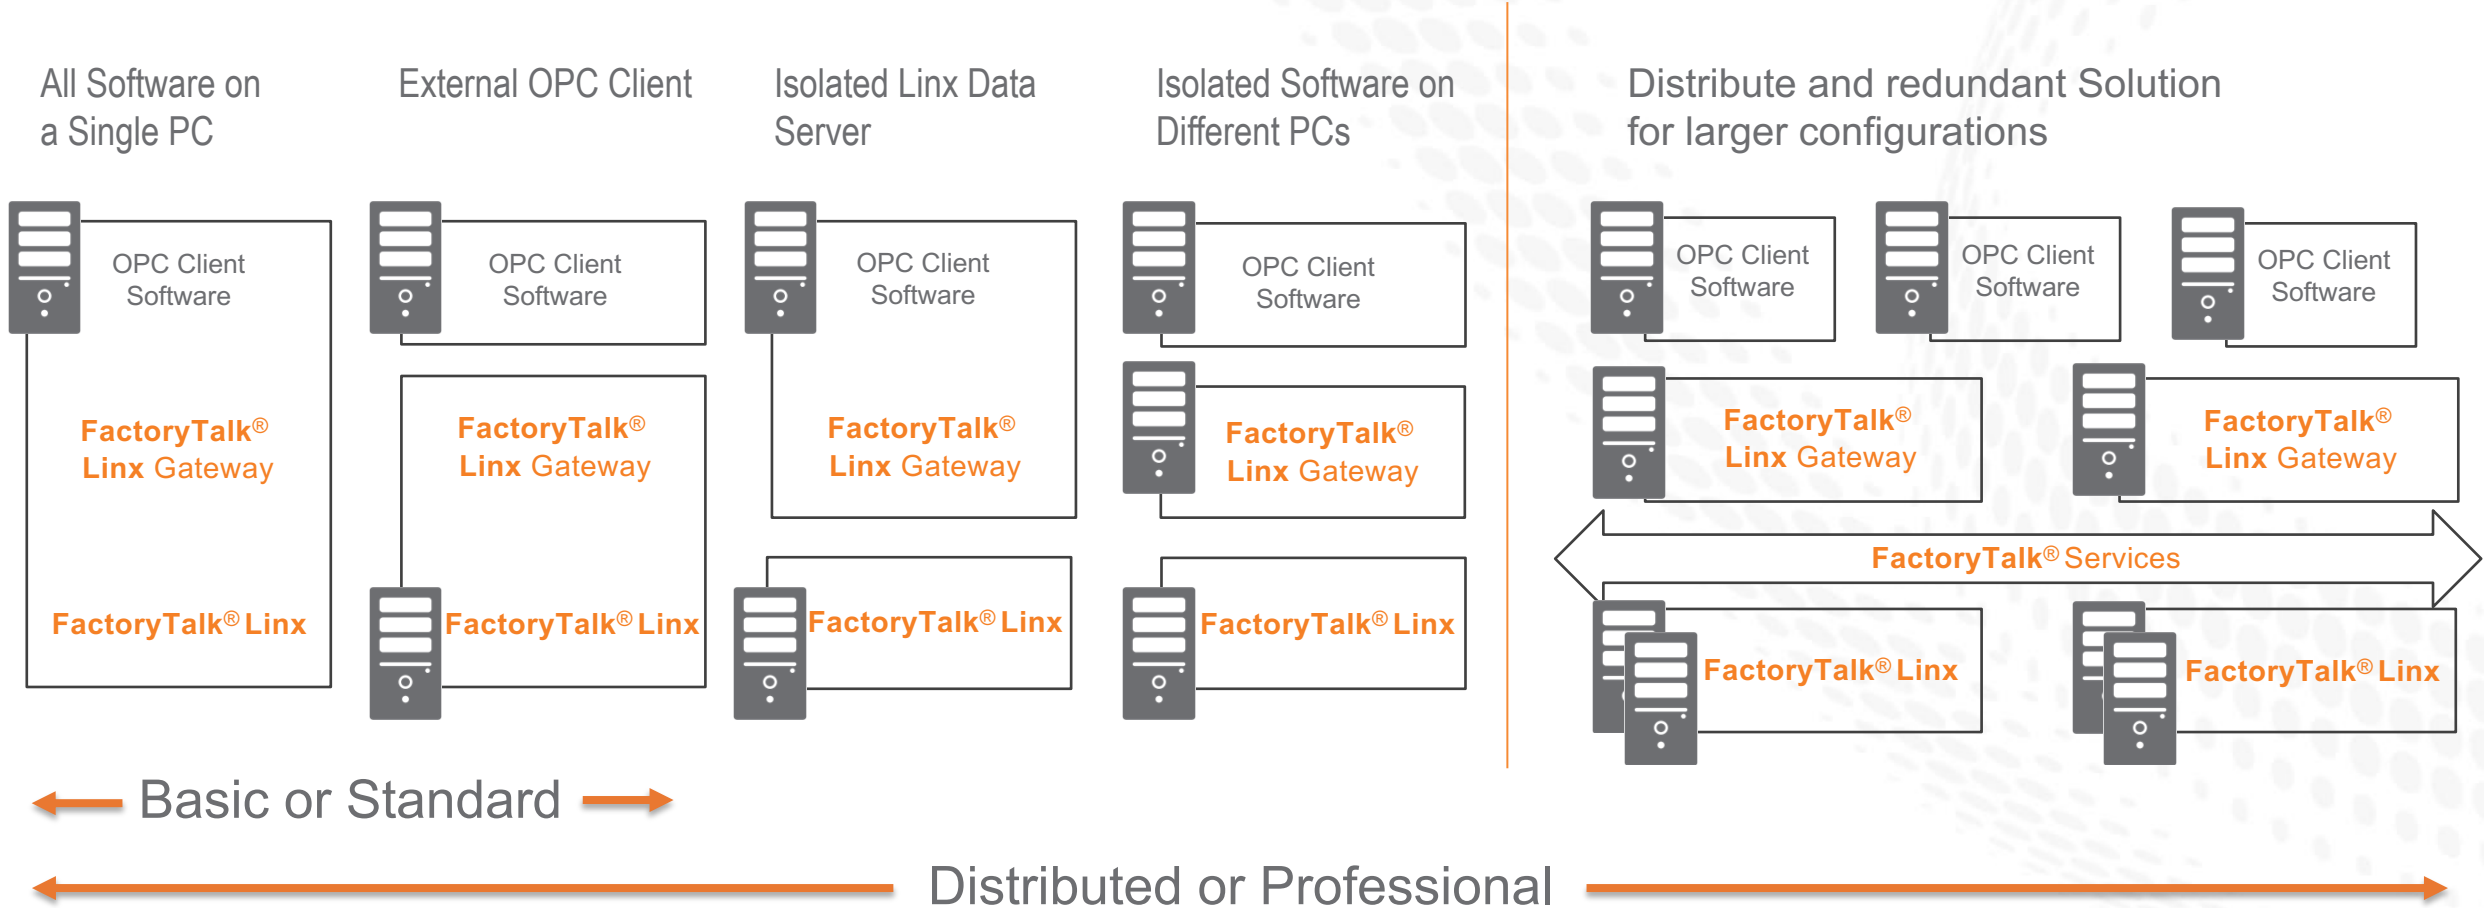 All Software on
a Single PC
External OPC Client
Isolated Linx Data
Server
Isolated Software on
Different PCs
Distribute and redundant Solution
for larger configurations
OPC Client
Software
FactoryTalk®
Linx Gateway
FactoryTalk® Linx
OPC Client
Software
FactoryTalk®
Linx Gateway
FactoryTalk® Linx
OPC Client
Software
FactoryTalk®
Linx Gateway
FactoryTalk® Linx
OPC Client
Software
FactoryTalk®
Linx Gateway
FactoryTalk® Linx
OPC Client
Software
OPC Client
Software
OPC Client
Software
FactoryTalk®
Linx Gateway
FactoryTalk®
Linx Gateway
FactoryTalk® Services
FactoryTalk® Linx
FactoryTalk® Linx
Basic or Standard
Distributed or Professional